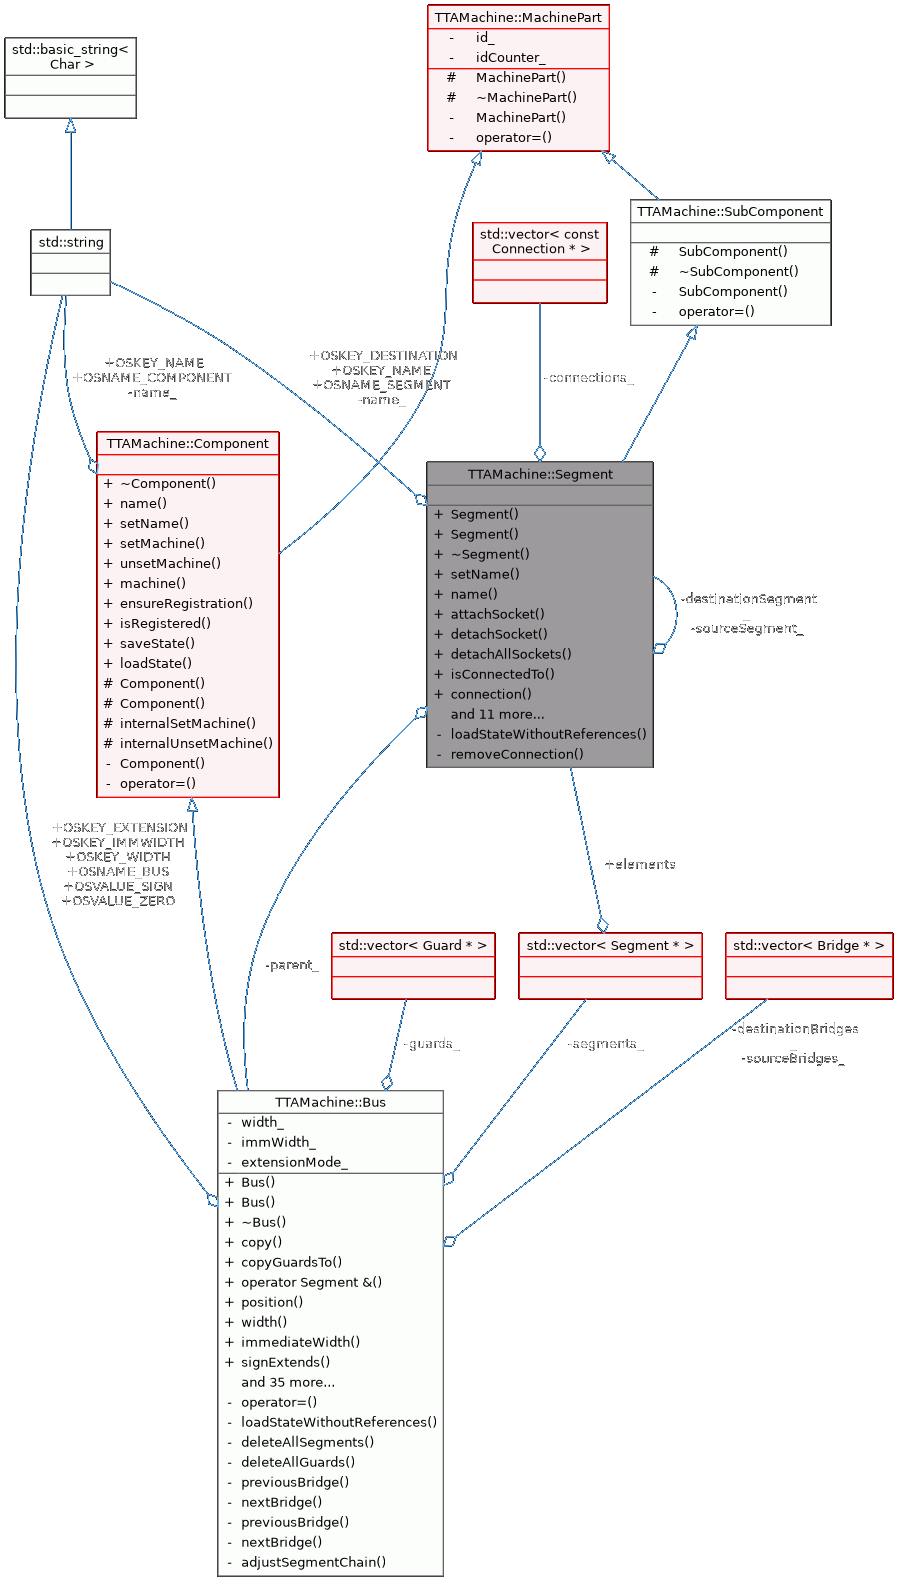 TTAMachine::MachinePart
- id_
- idCounter_
# MachinePart()
# ~MachinePart()
- MachinePart()
- operator=()
std::basic_string<
Char >
std::string
std::vector< const
Connection * >
TTAMachine::SubComponent
# SubComponent()
# ~SubComponent()
- SubComponent()
- operator=()
+OSKEY_NAME
+OSNAME_COMPONENT
-name_
+OSKEY_DESTINATION
+OSKEY_NAME
+OSNAME_SEGMENT
-name_
-connections_
TTAMachine::Component
+ ~Component()
+ name()
+ setName()
+ setMachine()
+ unsetMachine()
+ machine()
+ ensureRegistration()
+ isRegistered()
+ saveState()
+ loadState()
# Component()
# Component()
# internalSetMachine()
# internalUnsetMachine()
- Component()
- operator=()
TTAMachine::Segment
+ Segment()
+ Segment()
+ ~Segment()
+ setName()
+ name()
+ attachSocket()
+ detachSocket()
+ detachAllSockets()
+ isConnectedTo()
+ connection()
and 11 more...
- loadStateWithoutReferences()
- removeConnection()
-destinationSegment
_
-sourceSegment_
+OSKEY_EXTENSION
+OSKEY_IMMWIDTH
+OSKEY_WIDTH
+OSNAME_BUS
+OSVALUE_SIGN
+OSVALUE_ZERO
-parent_
+elements
std::vector< Guard * >
std::vector< Segment * >
std::vector< Bridge * >
-guards_
-segments_
-destinationBridges
_
-sourceBridges_
TTAMachine::Bus
- width_
- immWidth_
- extensionMode_
+ Bus()
+ Bus()
+ ~Bus()
+ copy()
+ copyGuardsTo()
+ operator Segment &()
+ position()
+ width()
+ immediateWidth()
+ signExtends()
and 35 more...
- operator=()
- loadStateWithoutReferences()
- deleteAllSegments()
- deleteAllGuards()
- previousBridge()
- nextBridge()
- previousBridge()
- nextBridge()
- adjustSegmentChain()